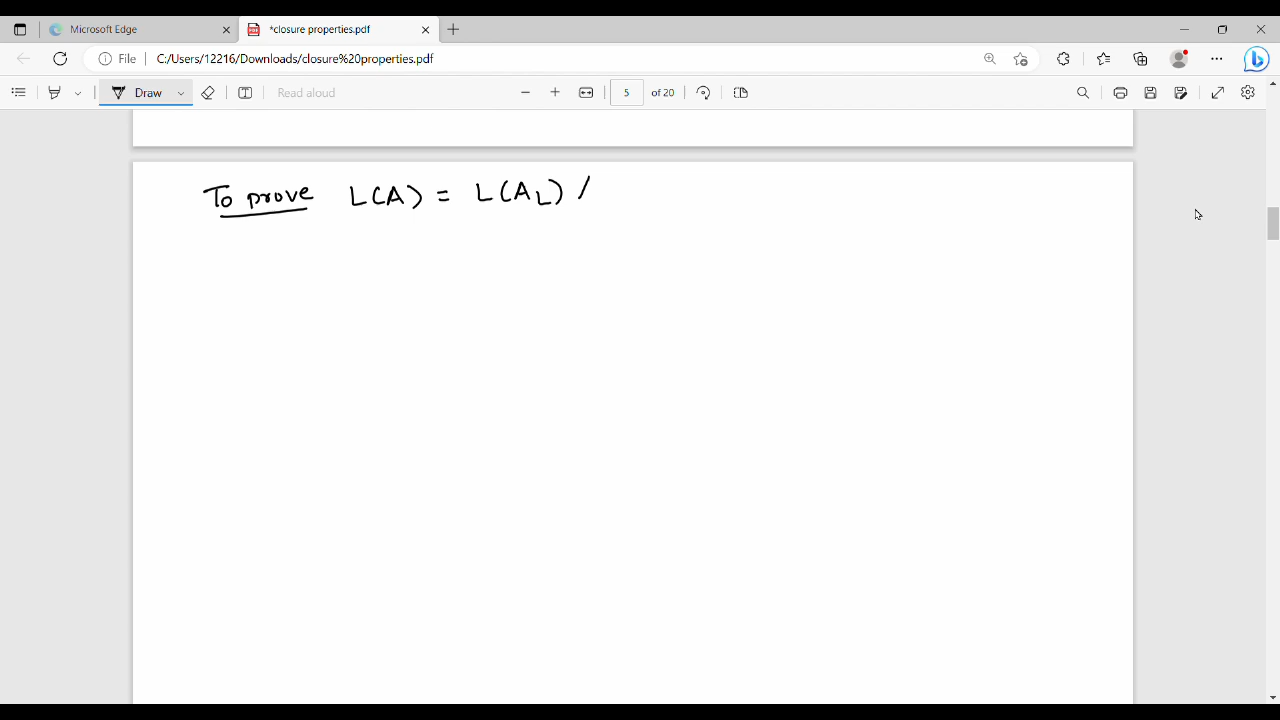 Microsoft Edge
*closure properties.pdf
File
C:/Users/12216/Downloads/closure%20properties.pdf
Draw
Read aloud
5 of 20
To prove L(A) = L(A_L) /